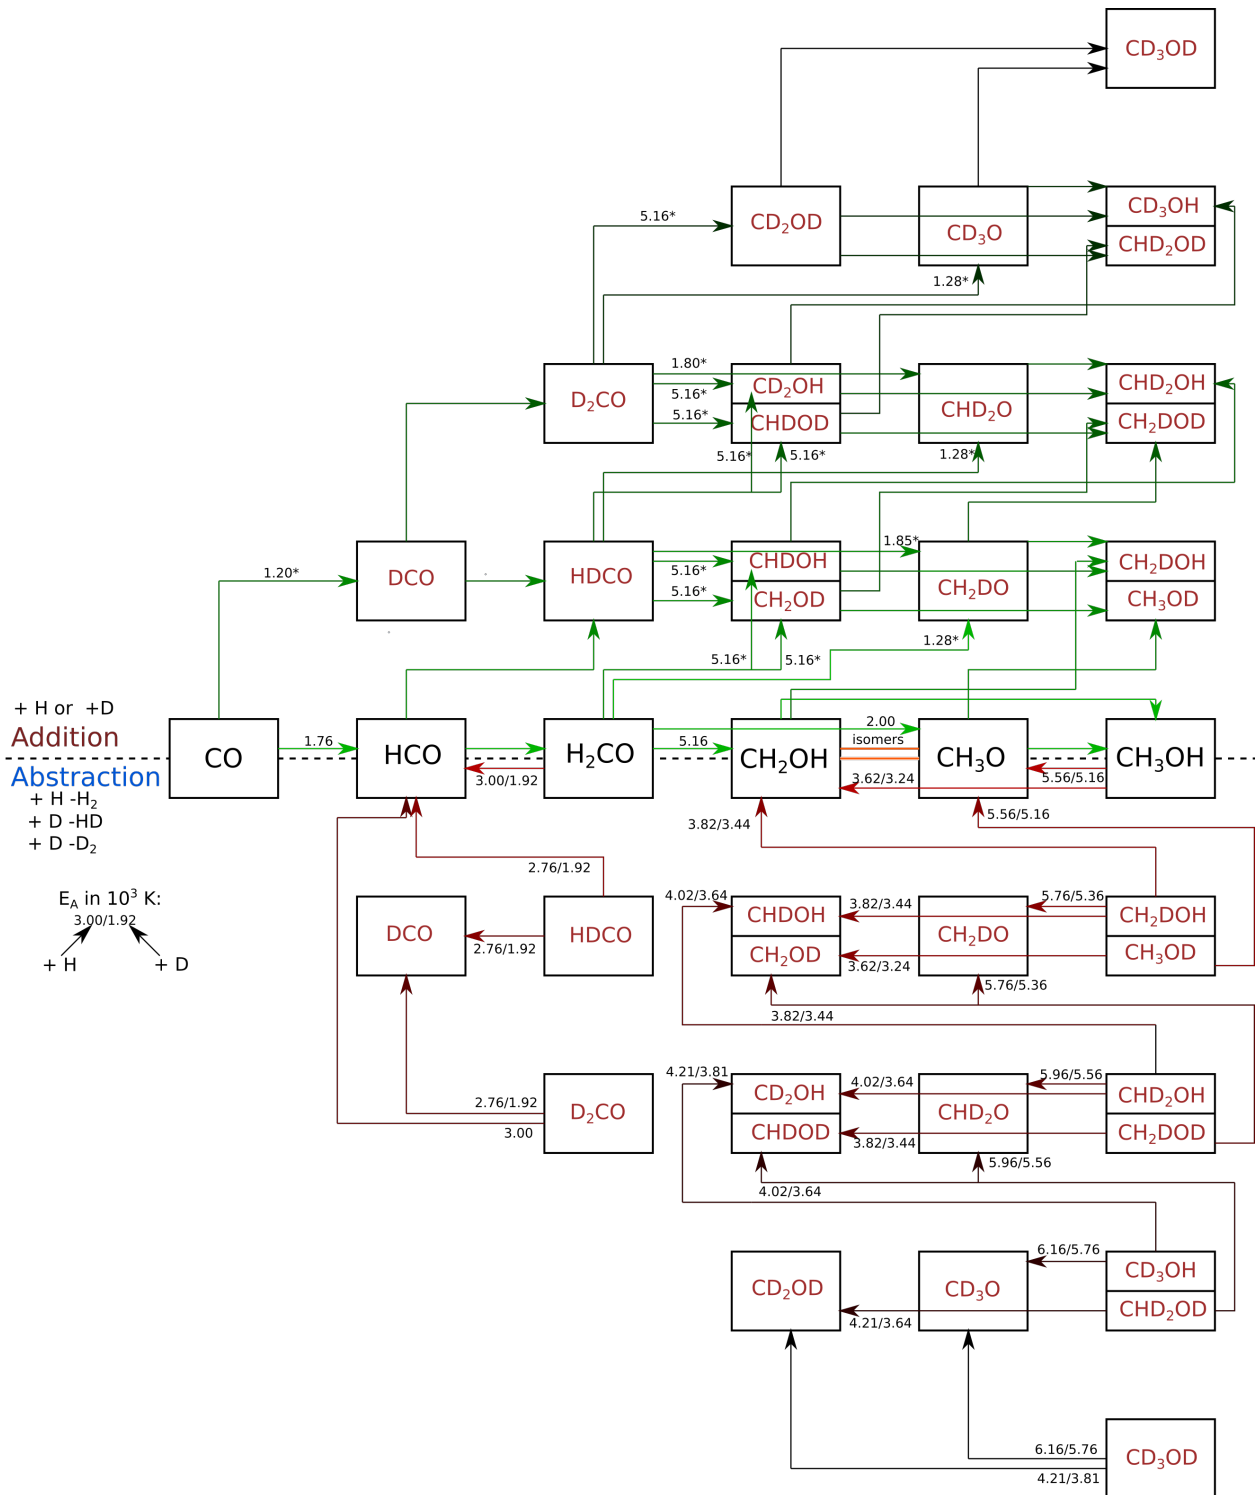 CD₃OD
5.16*
CD₂OD
CD₃O
CD₃OH
CHD₂OD
1.28*
1.80*
D₂CO
5.16*
5.16*
CD₂OH
CHDOD
CHD₂O
CHD₂OH
CH₂DOD
5.16*
5.16*
1.28*
1.20*
DCO
HDCO
5.16*
5.16*
CHDOH
CH₂OD
1.85*
CH₂DO
CH₂DOH
CH₃OD
5.16*
5.16*
1.28*
+ H or +D
Addition
Abstraction
+ H -H₂
+ D -HD
+ D -D₂
CO
1.76
HCO
H₂CO
3.00/1.92
5.16
CH₂OH
2.00
isomers
3.62/3.24
CH₃O
5.56/5.16
CH₃OH
3.82/3.44
5.56/5.16
2.76/1.92
E_A in 10³ K:
3.00/1.92
+ H
+ D
DCO
2.76/1.92
HDCO
4.02/3.64
CHDOH
CH₂OD
3.82/3.44
3.62/3.24
CH₂DO
5.76/5.36
CH₂DOH
CH₃OD
5.76/5.36
3.82/3.44
2.76/1.92
3.00
D₂CO
4.21/3.81
CD₂OH
CHDOD
4.02/3.64
3.82/3.44
CHD₂O
5.96/5.56
CHD₂OH
CH₂DOD
5.96/5.56
4.02/3.64
CD₂OD
4.21/3.64
CD₃O
6.16/5.76
CD₃OH
CHD₂OD
6.16/5.76
4.21/3.81
CD₃OD